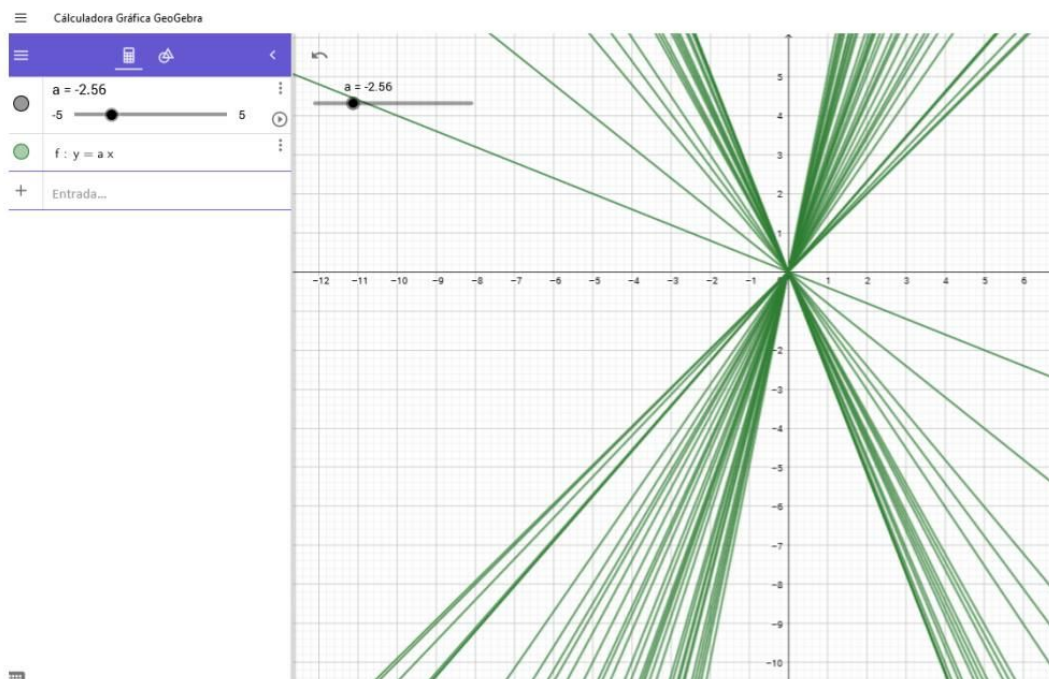 Cálculadora Gráfica GeoGebra
a = -2.56
-5 5
f : y = a x
+ Entrada...
a = -2.56
5
4
3
2
1
-12 -11 -10 -9 -8 -7 -6 -5 -4 -3 -2 -1 1 2 3 4 5 6
-2
-3
-4
-5
-6
-7
-8
-9
-10